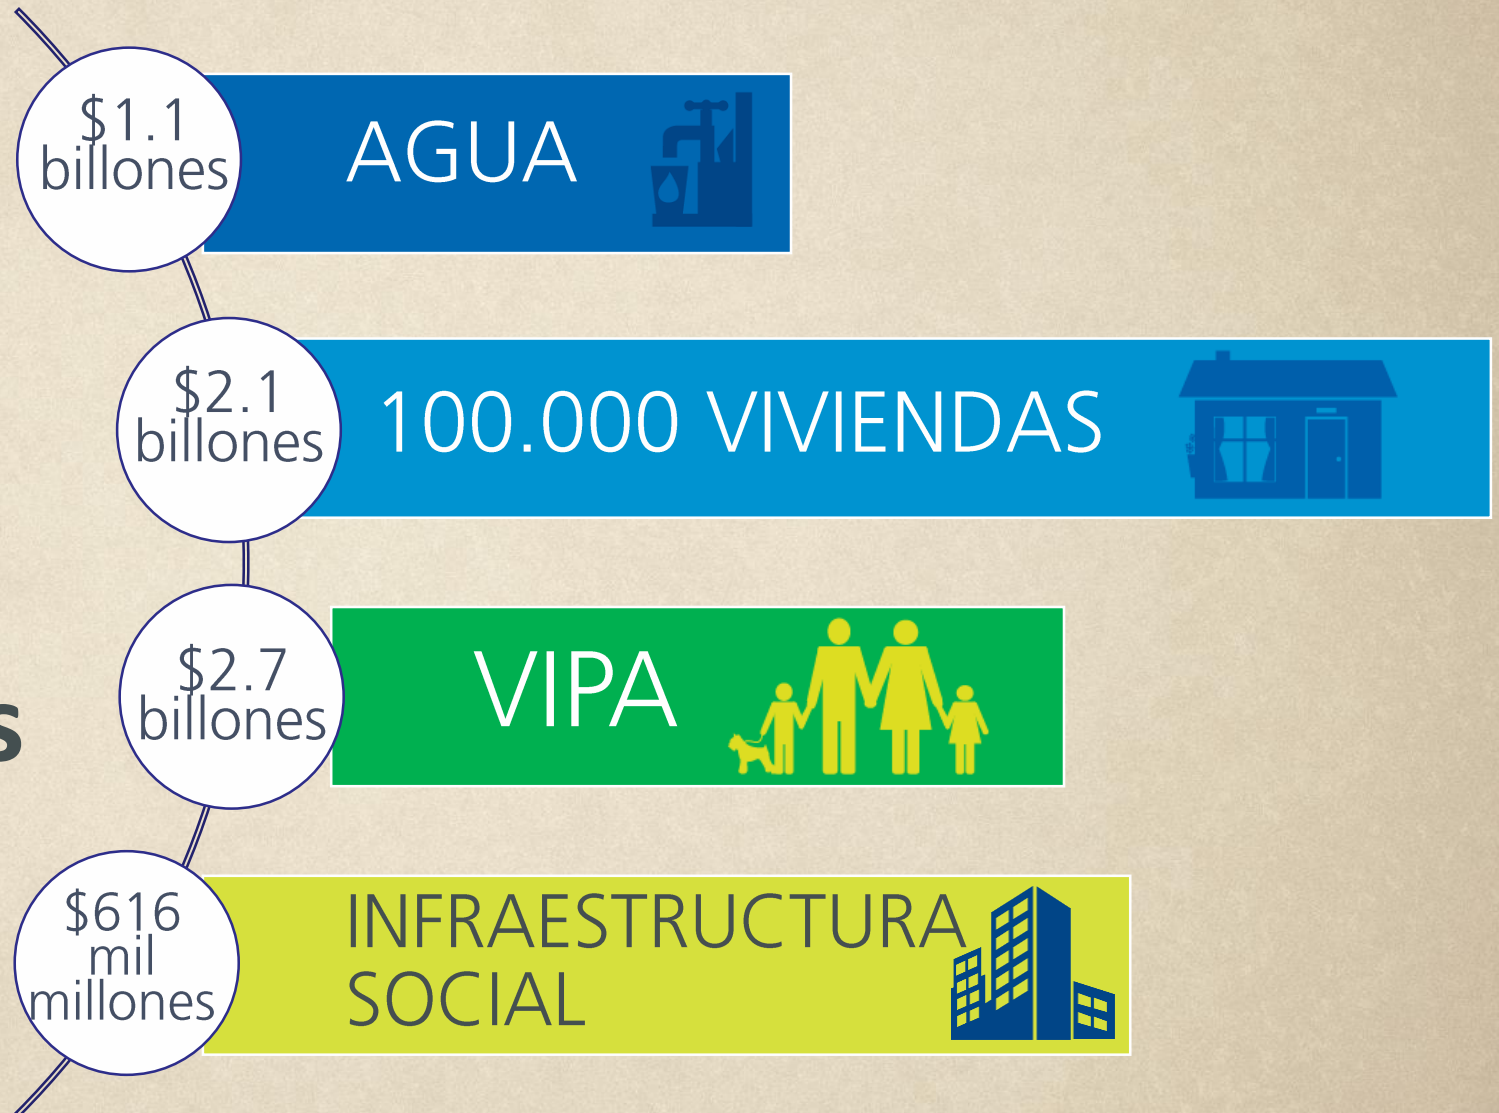 $1.1
billones
AGUA
$2.1
billones
100.000 VIVIENDAS
$2.7
billones
VIPA
$616
mil
millones
INFRAESTRUCTURA
SOCIAL